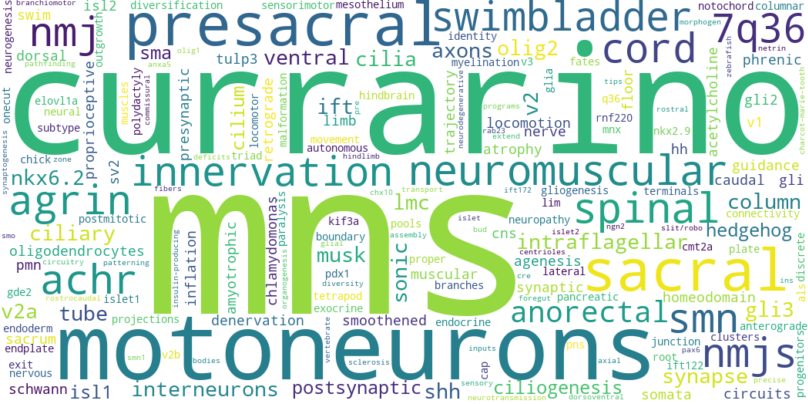 neurogenesis branchiomotor isl2 diversification sensorimotor mesothelium notochord columnar
swim nmj presacral swimbladder 7q36 morphogen
dorsal outgrowth sma tulp3 ventral axons identity olig2 cord zebrafish netrin phrenic
pathfinding olig1 anxa5 cilia myelination v3 glia fates
currarino
onecut elovl1a neural subtype proprioceptive muscles polydactyly commissural presynaptic cilium locomotor retrograde malformation ift limb pre hindbrain trajectory neurodegenerative v2 tips q36 floor rostral acetylcholine gli2 v1 charcot-marie-tooth
movement autonomous locomotion programs rab23 extend rnf220 mnx nkx2.9
synaptogenesis chick zone sv2 deficits triad hindlimb nerve atrophy hh guidance
nkx6.2 innervation neuromuscular caudal gli
agrin fibers postmitotic chx10 transport lmc ift172 gliogenesis terminals lim spinal column connectivity
mns
smo ciliary oligodendrocytes insulin-producing inflation amyotrophic chlamydomonas paralysis organogenesis kif3a boundary glial musk pdx1 diversity tetrapod exocrine pools assembly sonic proper muscular branches islet bud cns islet2 ngn2 neuropathy slit/robo hedgehog
intraflagellar cmt2a plate discrete
pmn circuitry patterning achr centrioles agenesis lateral synaptic cre sacral ins als
gde2 rostrocaudal islet1 foregut pancreatic homeodomain
v2a endoderm tube projections denervation smoothened endocrine anorectal smn gli3 anterograde
sacrum endplate motoneurons vertebrate sclerosis inputs pns axial junction clusters pax6 nmjs progenitors
exit nervous smn1 v2b bodies root ift122 synapse precise
schwann isl1 interneurons postsynaptic shh cap sensory ciliogenesis neurotransmission dorsoventral somata circuits